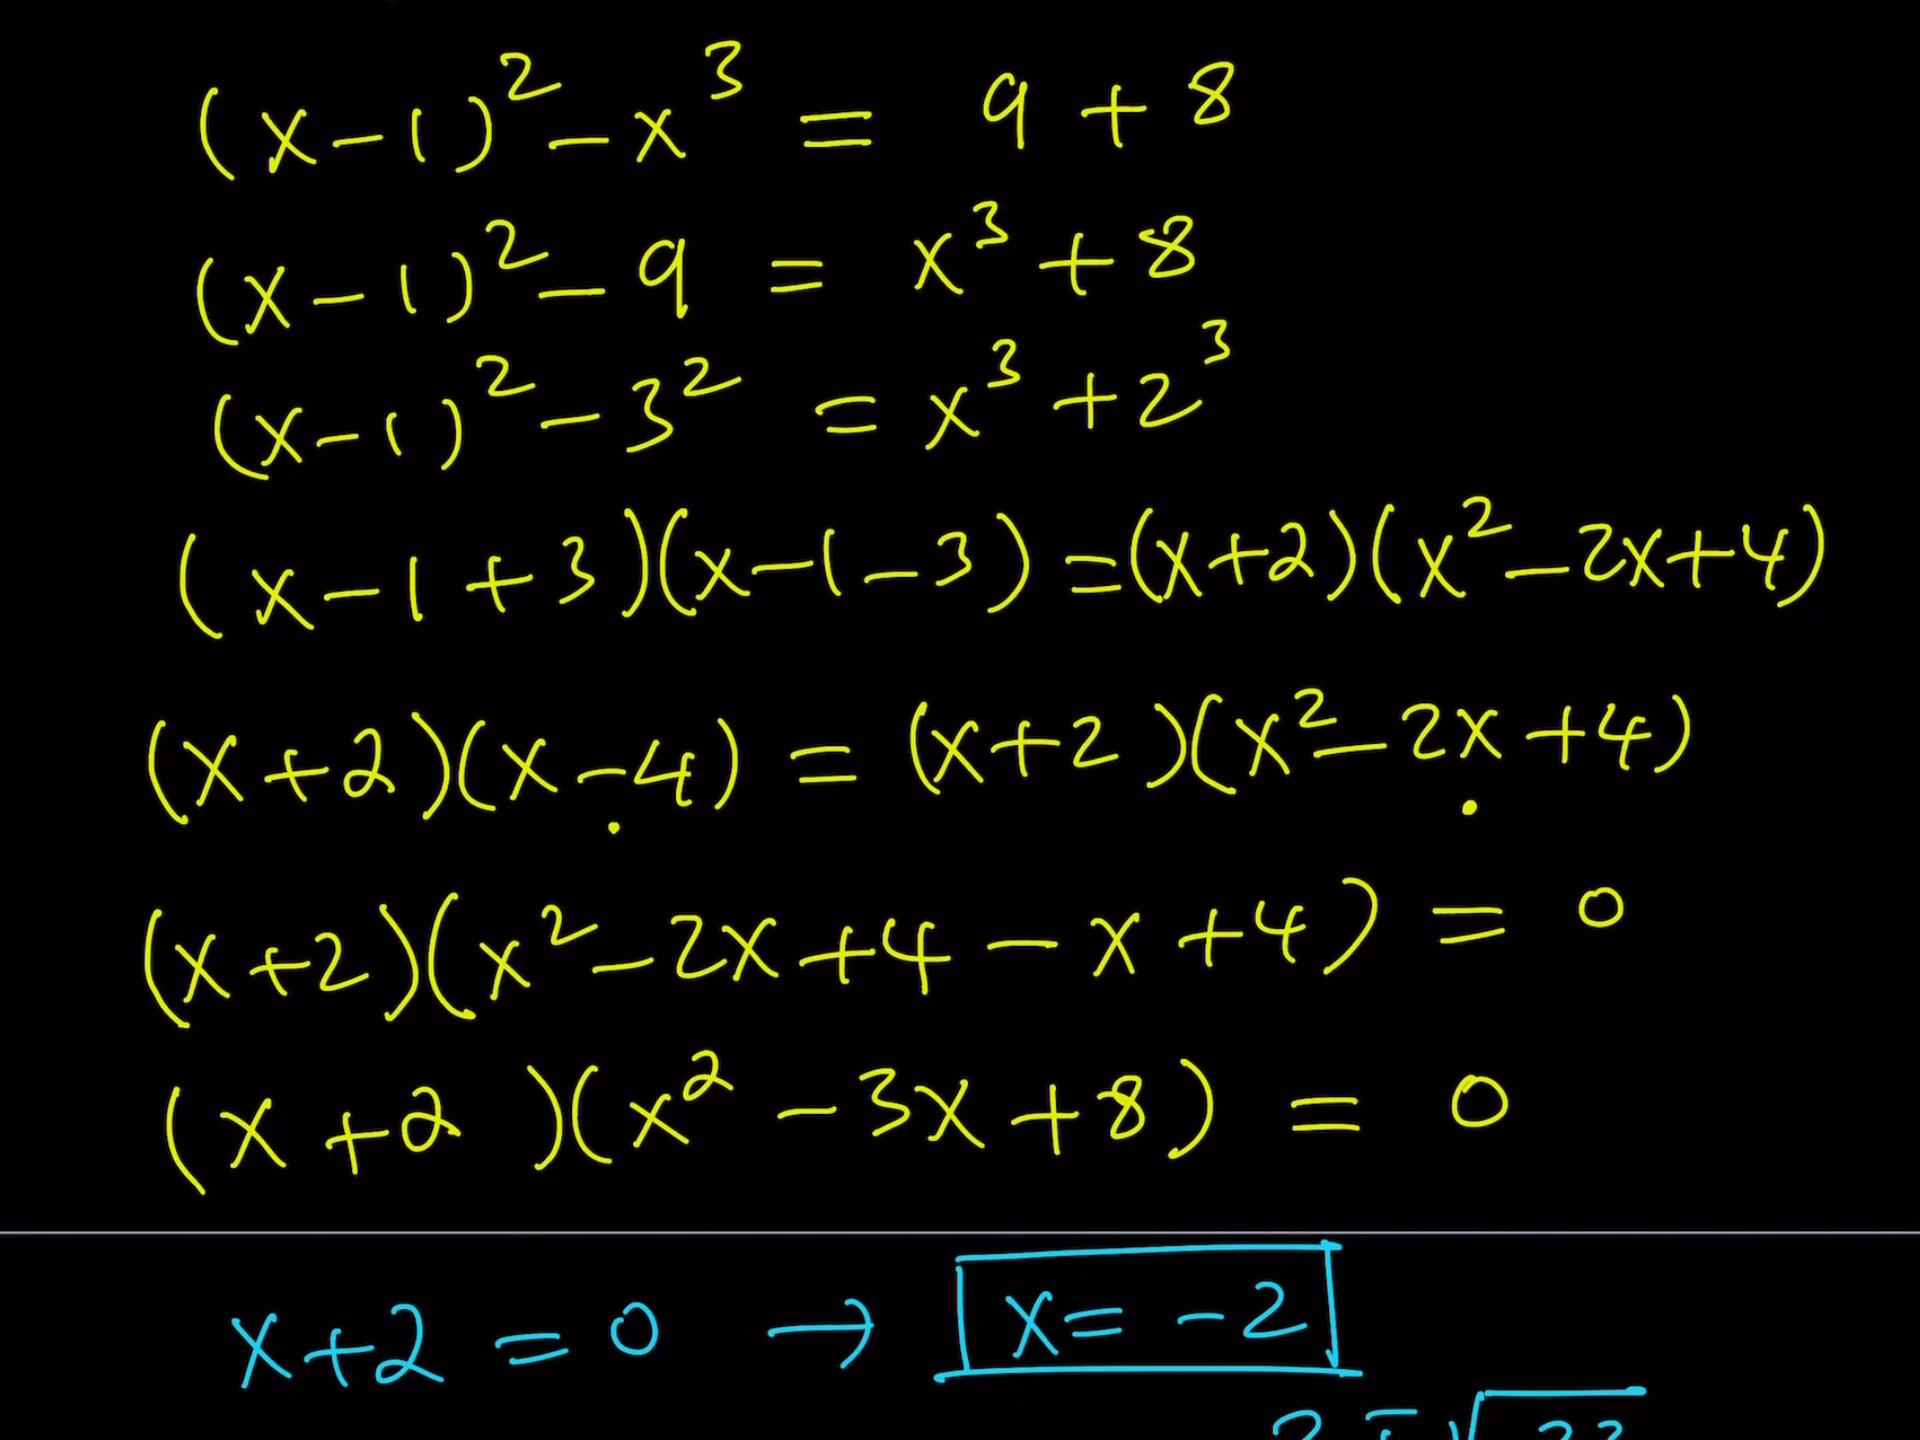 (x-1)² - x³ = 9 + 8
(x-1)² - 9 = x³ + 8
(x-1)² - 3² = x³ + 2³
(x-1+3)(x-1-3) = (x+2)(x² - 2x + 4)
(x+2)(x-4) = (x+2)(x² - 2x + 4)
(x+2)(x² - 2x + 4 - x + 4) = 0
(x+2)(x² - 3x + 8) = 0
x+2 = 0 → x = -2